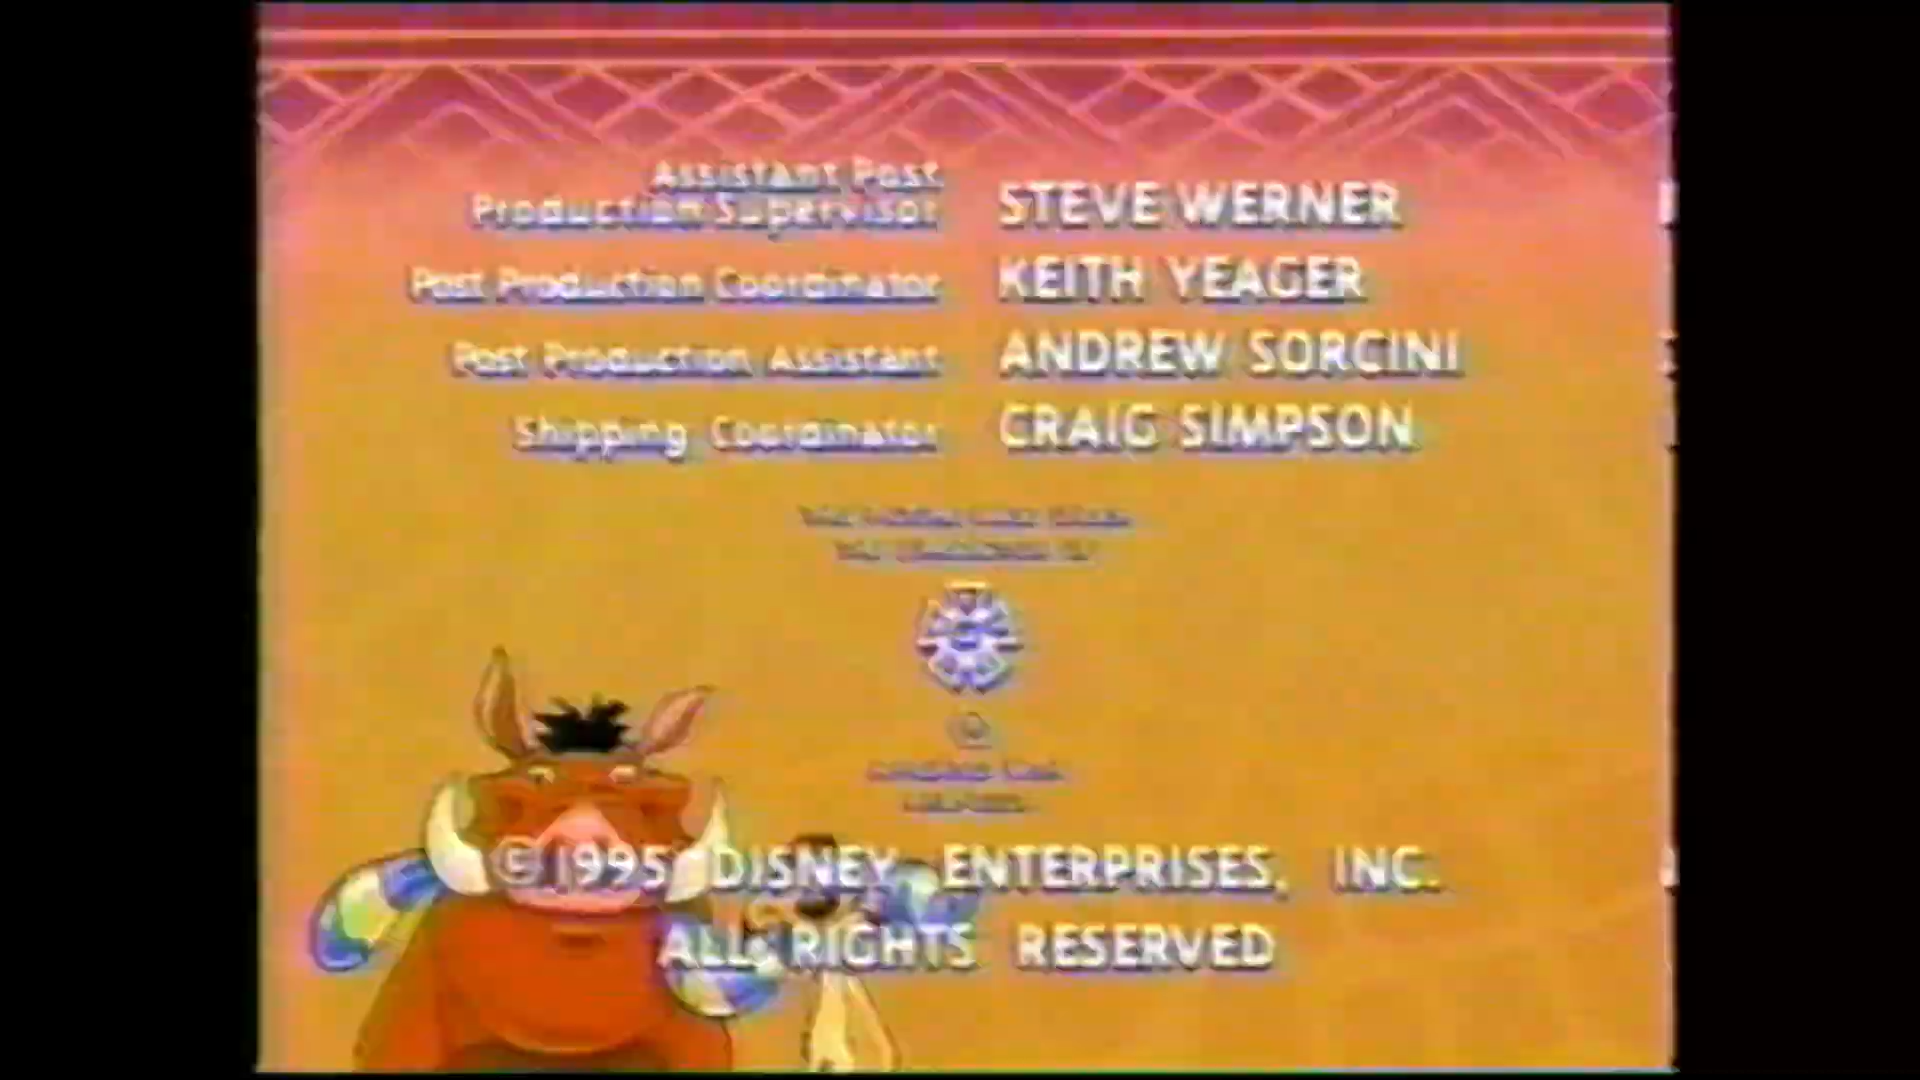 Assistant Post
Production Supervisor STEVE WERNER
Post Production Coordinator KEITH YEAGER
Post Production Assistant ANDREW SORCINI
Shipping Coordinator CRAIG SIMPSON
©1995 DISNEY ENTERPRISES, INC.
ALL RIGHTS RESERVED